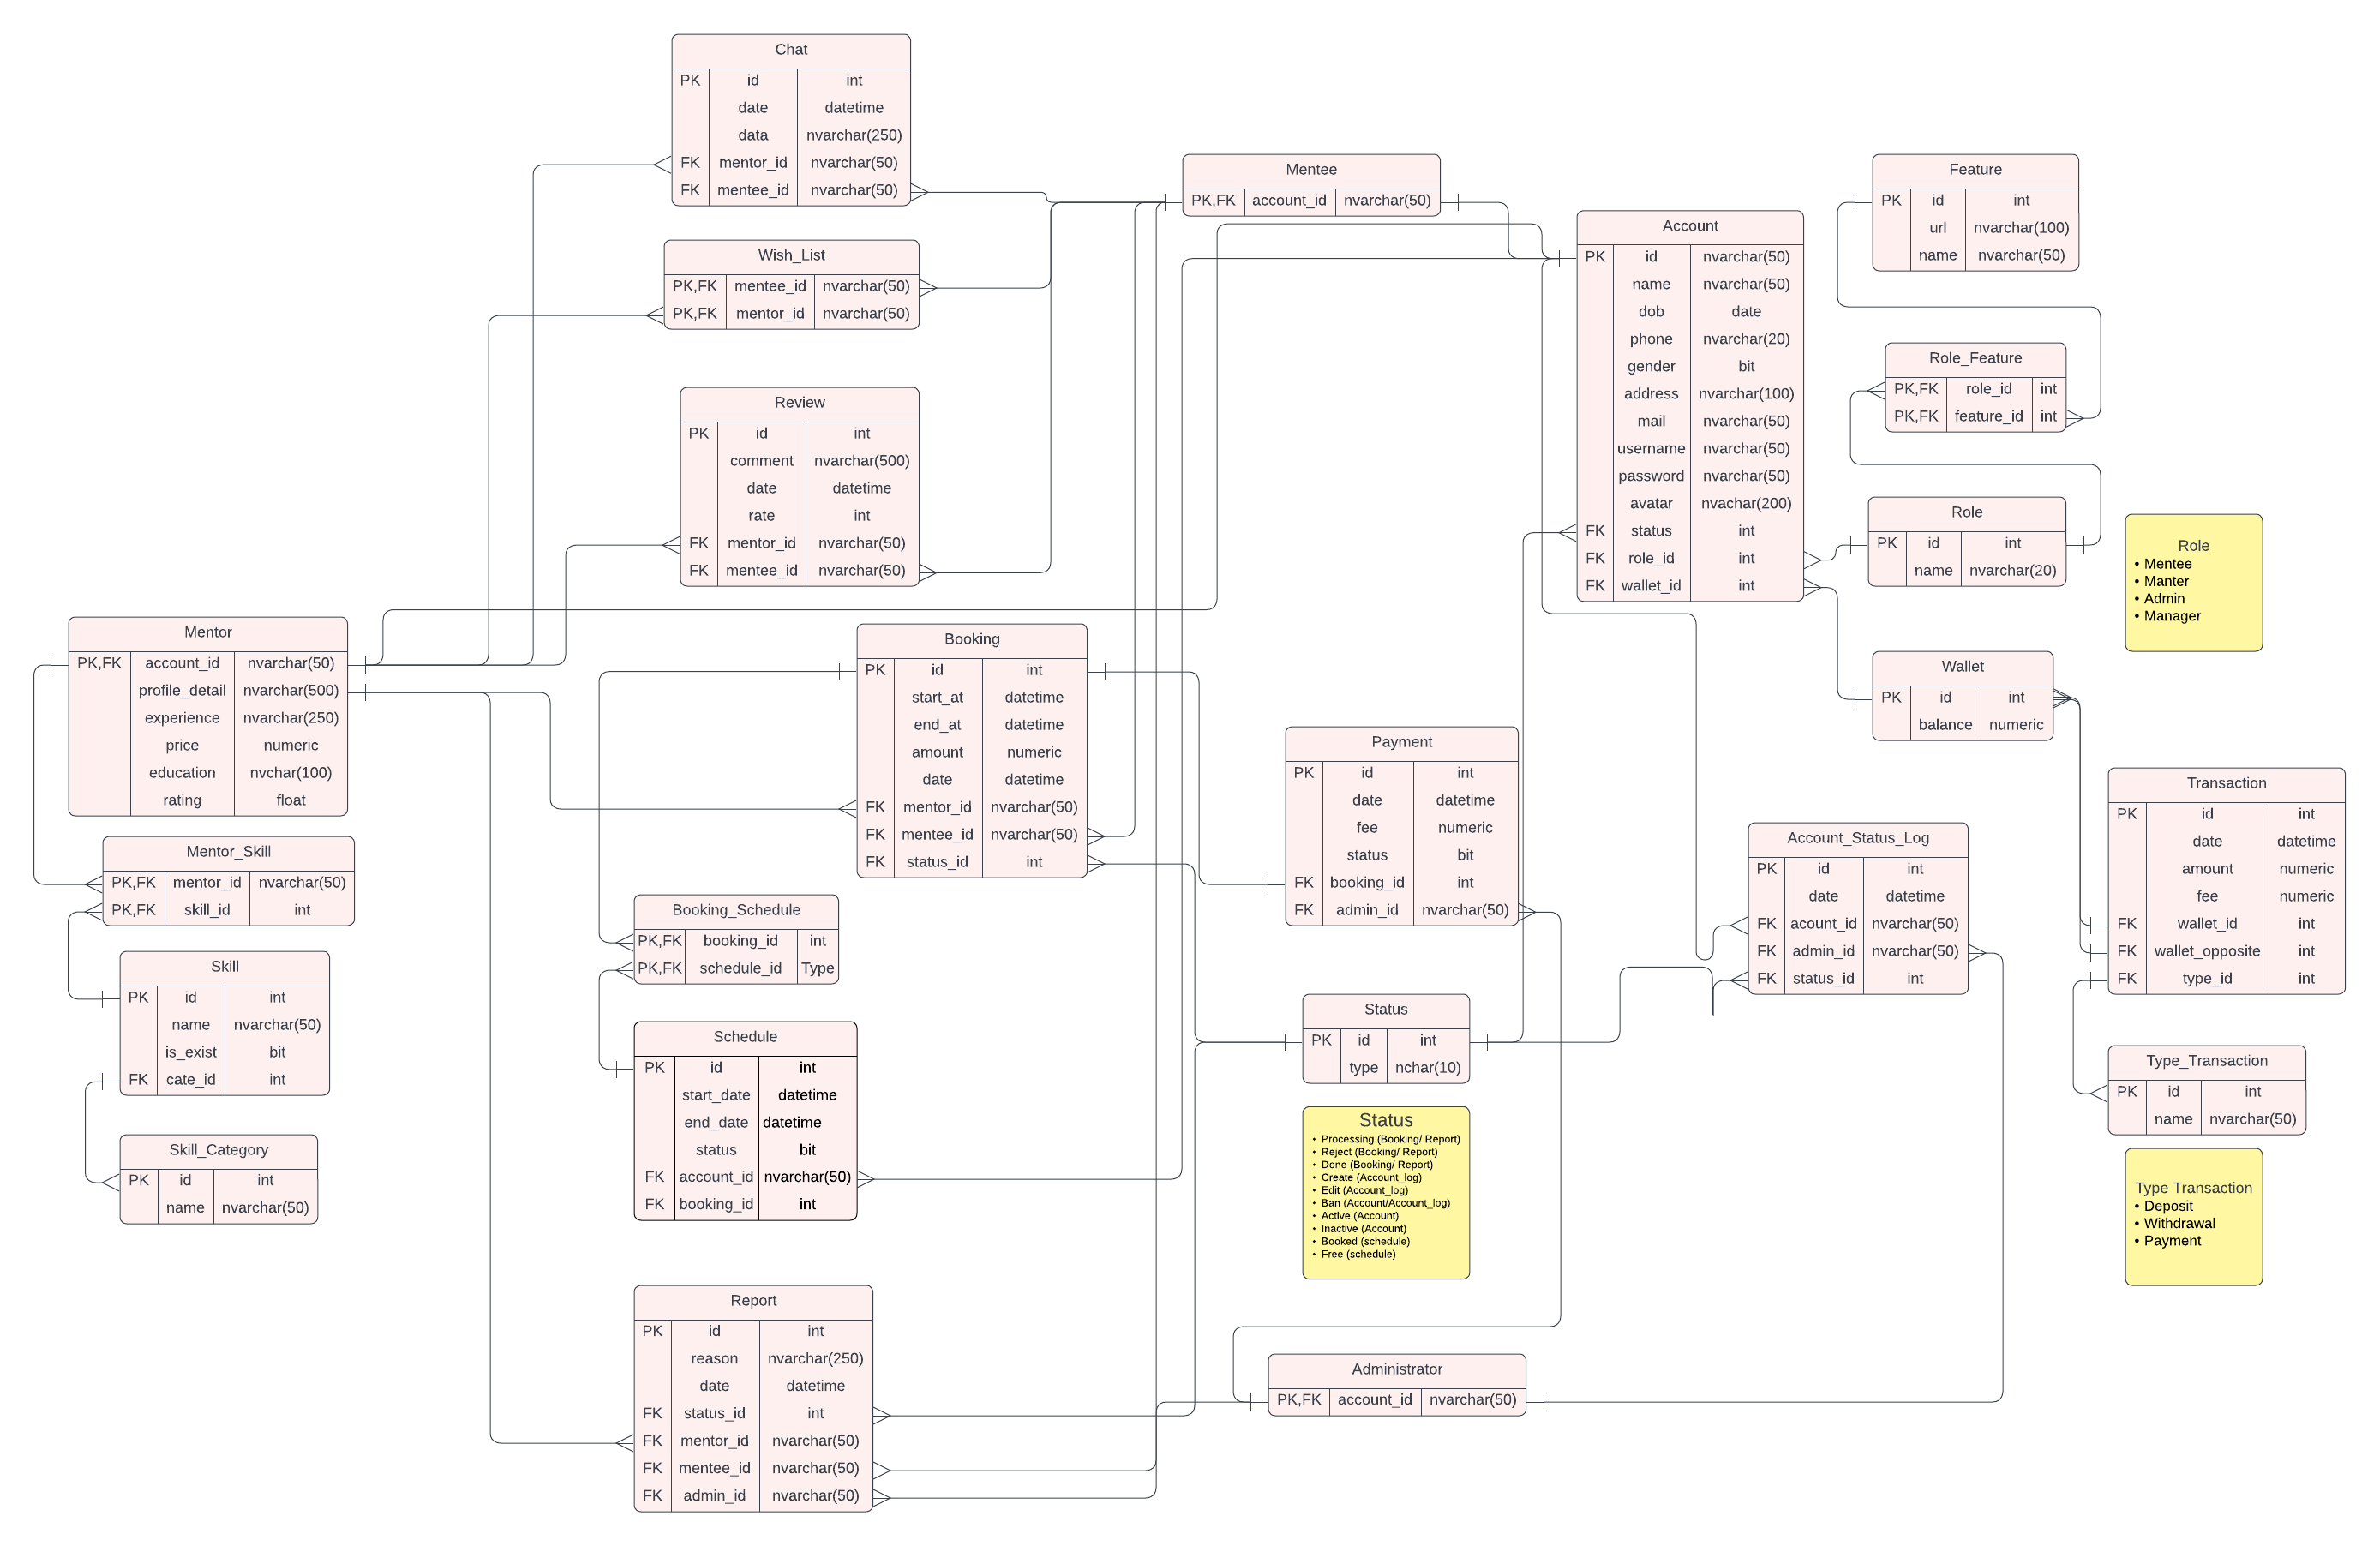 Chat
PK id int
date datetime
data nvarchar(250)
FK mentor_id nvarchar(50)
FK mentee_id nvarchar(50)
Wish_List
PK,FK mentee_id nvarchar(50)
PK,FK mentor_id nvarchar(50)
Review
PK id int
comment nvarchar(500)
date datetime
rate int
FK mentor_id nvarchar(50)
FK mentee_id nvarchar(50)
Mentee
PK,FK account_id nvarchar(50)
Account
PK id nvarchar(50)
name nvarchar(50)
dob date
phone nvarchar(20)
gender bit
address nvarchar(100)
mail nvarchar(50)
username nvarchar(50)
password nvarchar(50)
avatar nvachar(200)
FK status int
FK role_id int
FK wallet_id int
Feature
PK id int
url nvarchar(100)
name nvarchar(50)
Role_Feature
PK,FK role_id int
PK,FK feature_id int
Role
PK id int
name nvarchar(20)
Role
• Mentee
• Manter
• Admin
• Manager
Mentor
PK,FK account_id nvarchar(50)
profile_detail nvarchar(500)
experience nvarchar(250)
price numeric
education nvchar(100)
rating float
Mentor_Skill
PK,FK mentor_id nvarchar(50)
PK,FK skill_id int
Skill
PK id int
name nvarchar(50)
is_exist bit
FK cate_id int
Skill_Category
PK id int
name nvarchar(50)
Booking
PK id int
start_at datetime
end_at datetime
amount numeric
date datetime
FK mentor_id nvarchar(50)
FK mentee_id nvarchar(50)
FK status_id int
Booking_Schedule
PK,FK booking_id int
PK,FK schedule_id Type
Schedule
PK id int
start_date datetime
end_date datetime
status bit
FK account_id nvarchar(50)
FK booking_id int
Report
PK id int
reason nvarchar(250)
date datetime
FK status_id int
FK mentor_id nvarchar(50)
FK mentee_id nvarchar(50)
FK admin_id nvarchar(50)
Payment
PK id int
date datetime
fee numeric
status bit
FK booking_id int
FK admin_id nvarchar(50)
Status
PK id int
type nchar(10)
Status
• Processing (Booking/ Report)
• Reject (Booking/ Report)
• Done (Booking/ Report)
• Create (Account_log)
• Edit (Account_log)
• Ban (Account/Account_log)
• Active (Account)
• Inactive (Account)
• Booked (schedule)
• Free (schedule)
Administrator
PK,FK account_id nvarchar(50)
Wallet
PK id int
balance numeric
Account_Status_Log
PK id int
date datetime
FK acount_id nvarchar(50)
FK admin_id nvarchar(50)
FK status_id int
Transaction
PK id int
date datetime
amount numeric
fee numeric
FK wallet_id int
FK wallet_opposite int
FK type_id int
Type_Transaction
PK id int
name nvarchar(50)
Type Transaction
• Deposit
• Withdrawal
• Payment